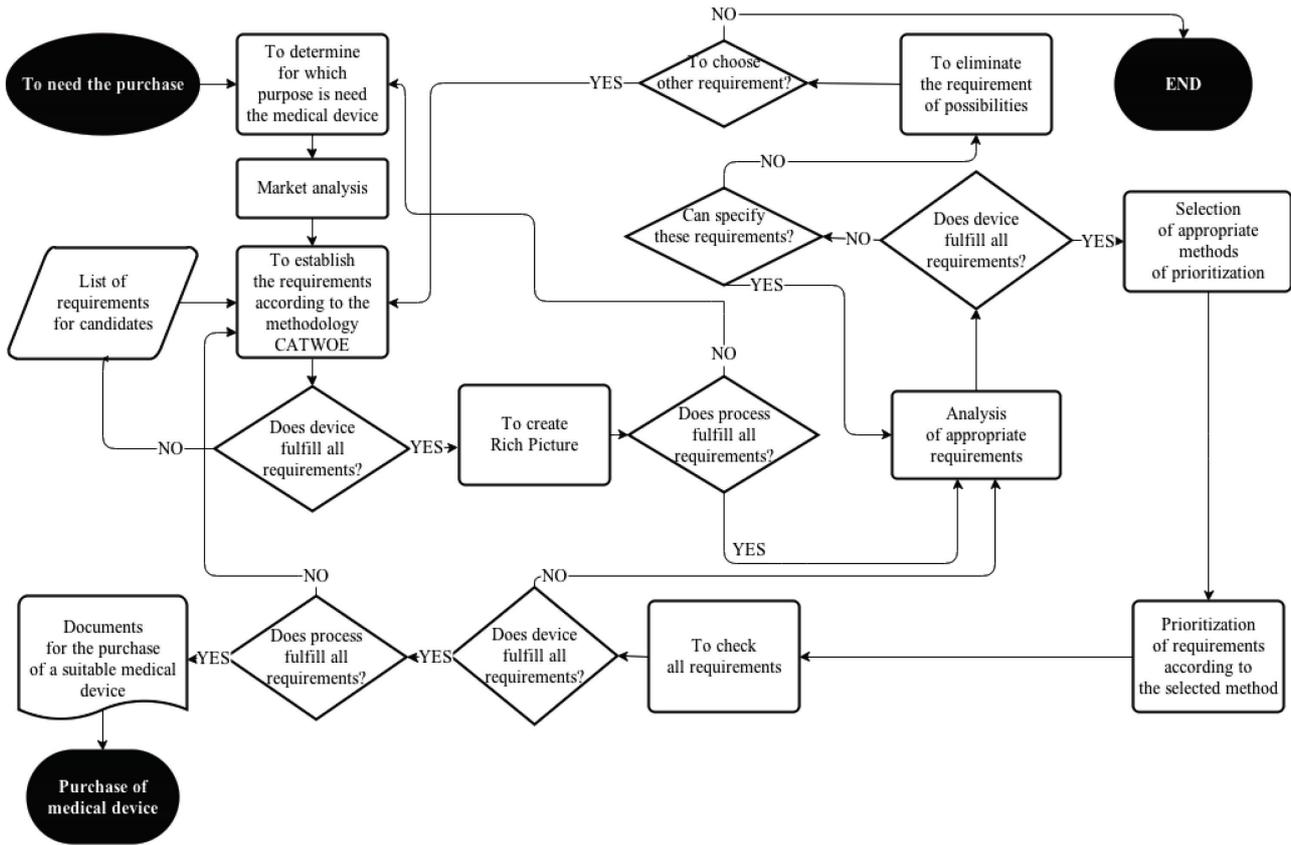 NO
To need the purchase
To determine
for which
purpose is need
the medical device
YES
To choose
other requirement?
To eliminate
the requirement
of possibilities
END
Market analysis
NO
List of
requirements
for candidates
To establish
the requirements
according to the
methodology
CATWOE
Can specify
these requirements?
NO
Does device
fulfill all
requirements?
YES
Selection
of appropriate
methods
of prioritization
YES
NO
NO
Does device
fulfill all
requirements?
YES
To create
Rich Picture
Does process
fulfill all
requirements?
Analysis
of appropriate
requirements
YES
NO
NO
Documents
for the purchase
of a suitable medical
device
YES
Does process
fulfill all
requirements?
YES
Does device
fulfill all
requirements?
To check
all requirements
Prioritization
of requirements
according to
the selected method
Purchase of
medical device